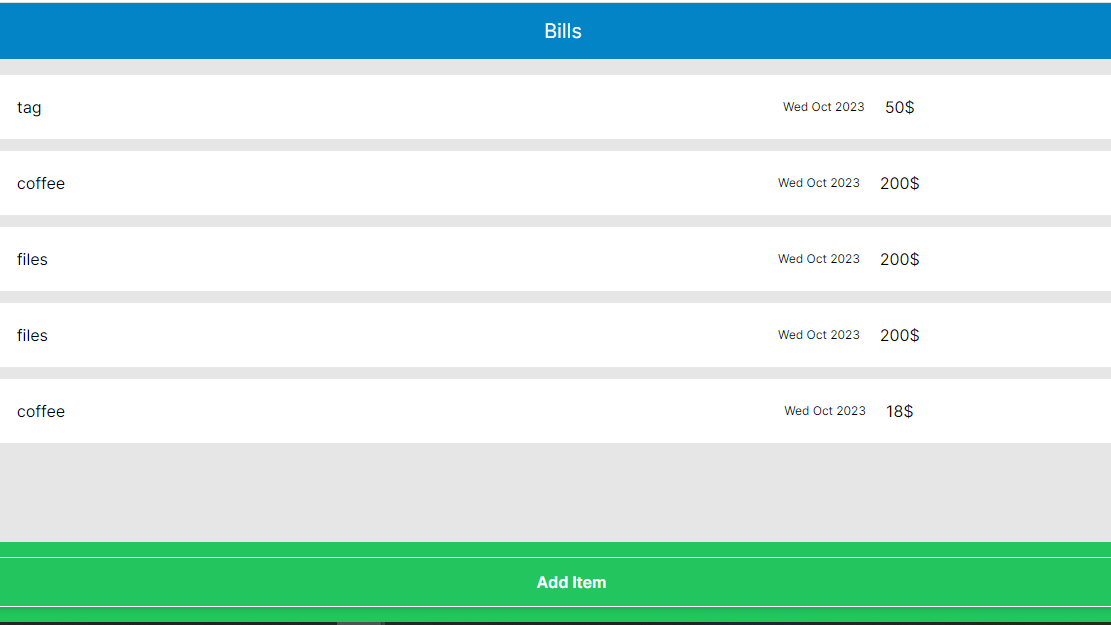 Bills
tag Wed Oct 2023 50$
coffee Wed Oct 2023 200$
files Wed Oct 2023 200$
files Wed Oct 2023 200$
coffee Wed Oct 2023 18$
Add Item